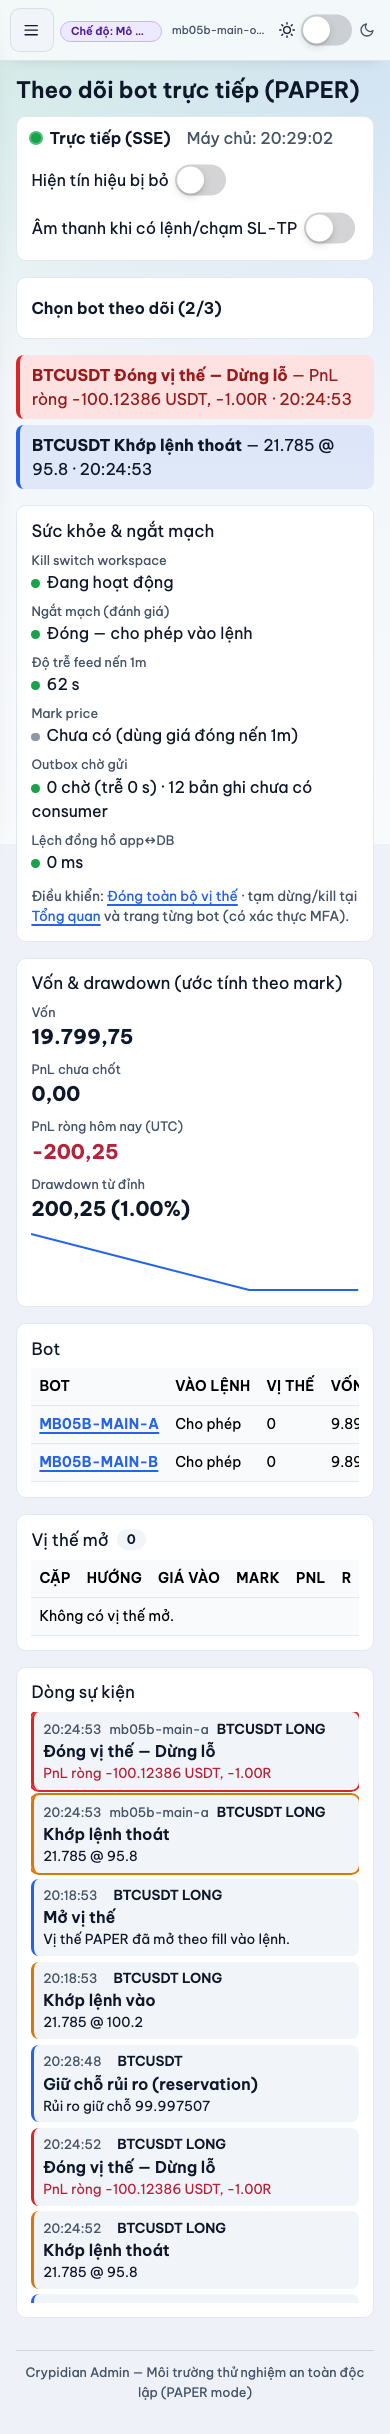 Chế độ: Mô ...
mb05b-main-o...
Theo dõi bot trực tiếp (PAPER)
Trực tiếp (SSE) Máy chủ: 20:29:02
Hiện tín hiệu bị bỏ
Âm thanh khi có lệnh/chạm SL-TP
Chọn bot theo dõi (2/3)
BTCUSDT Đóng vị thế — Dừng lỗ — PnL
ròng -100.12386 USDT, -1.00R · 20:24:53
BTCUSDT Khớp lệnh thoát — 21.785 @
95.8 · 20:24:53
Sức khỏe & ngắt mạch
Kill switch workspace
Đang hoạt động
Ngắt mạch (đánh giá)
Đóng — cho phép vào lệnh
Độ trễ feed nến 1m
62 s
Mark price
Chưa có (dùng giá đóng nến 1m)
Outbox chờ gửi
0 chờ (trễ 0 s) · 12 bản ghi chưa có
consumer
Lệch đồng hồ app↔DB
0 ms
Điều khiển: Đóng toàn bộ vị thế · tạm dừng/kill tại
Tổng quan và trang từng bot (có xác thực MFA).
Vốn & drawdown (ước tính theo mark)
Vốn
19.799,75
PnL chưa chốt
0,00
PnL ròng hôm nay (UTC)
-200,25
Drawdown từ đỉnh
200,25 (1.00%)
Bot
BOT VÀO LỆNH VỊ THẾ VỐN
MB05B-MAIN-A Cho phép 0 9.89
MB05B-MAIN-B Cho phép 0 9.89
Vị thế mở 0
CẶP HƯỚNG GIÁ VÀO MARK PNL R
Không có vị thế mở.
Dòng sự kiện
20:24:53 mb05b-main-a BTCUSDT LONG
Đóng vị thế — Dừng lỗ
PnL ròng -100.12386 USDT, -1.00R
20:24:53 mb05b-main-a BTCUSDT LONG
Khớp lệnh thoát
21.785 @ 95.8
20:18:53 BTCUSDT LONG
Mở vị thế
Vị thế PAPER đã mở theo fill vào lệnh.
20:18:53 BTCUSDT LONG
Khớp lệnh vào
21.785 @ 100.2
20:28:48 BTCUSDT
Giữ chỗ rủi ro (reservation)
Rủi ro giữ chỗ 99.997507
20:24:52 BTCUSDT LONG
Đóng vị thế — Dừng lỗ
PnL ròng -100.12386 USDT, -1.00R
20:24:52 BTCUSDT LONG
Khớp lệnh thoát
21.785 @ 95.8
Crypidian Admin — Môi trường thử nghiệm an toàn độc
lập (PAPER mode)